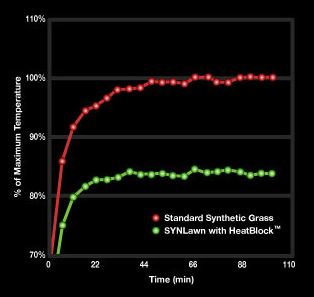 110%
100%
90%
80%
70%
% of Maximum Temperature
Standard Synthetic Grass
SYNLawn with HeatBlock™
0 22 44 66 88 110
Time (min)